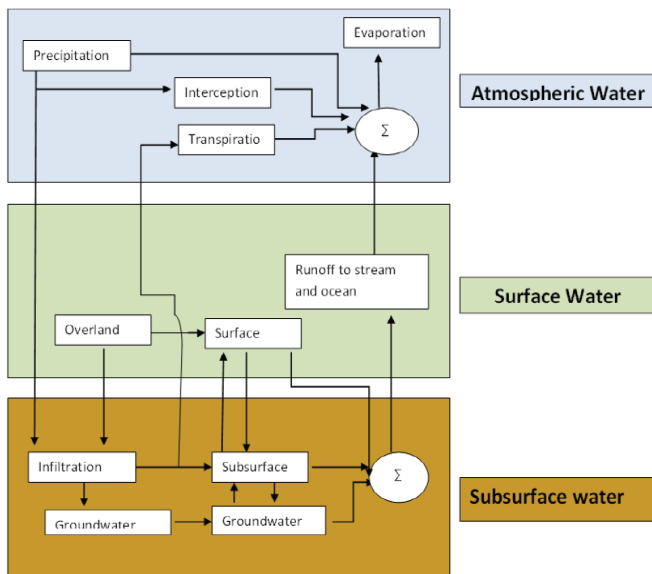 Evaporation
Precipitation
Interception
Atmospheric Water
Σ
Transpiratio
Runoff to stream
and ocean
Surface Water
Overland
Surface
Infiltration
Subsurface
Σ
Subsurface water
Groundwater
Groundwater